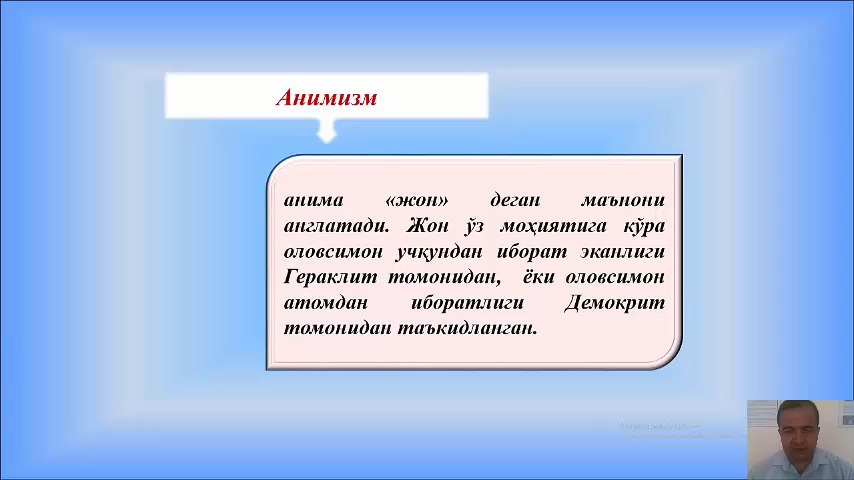 Анимизм
анима «жон» деган маънони
англатади. Жон ўз моҳиятига кўра
оловсимон учқундан иборат эканлиги
Гераклит томонидан, ёки оловсимон
атомдан иборатлиги Демокрит
томонидан таъкидланган.